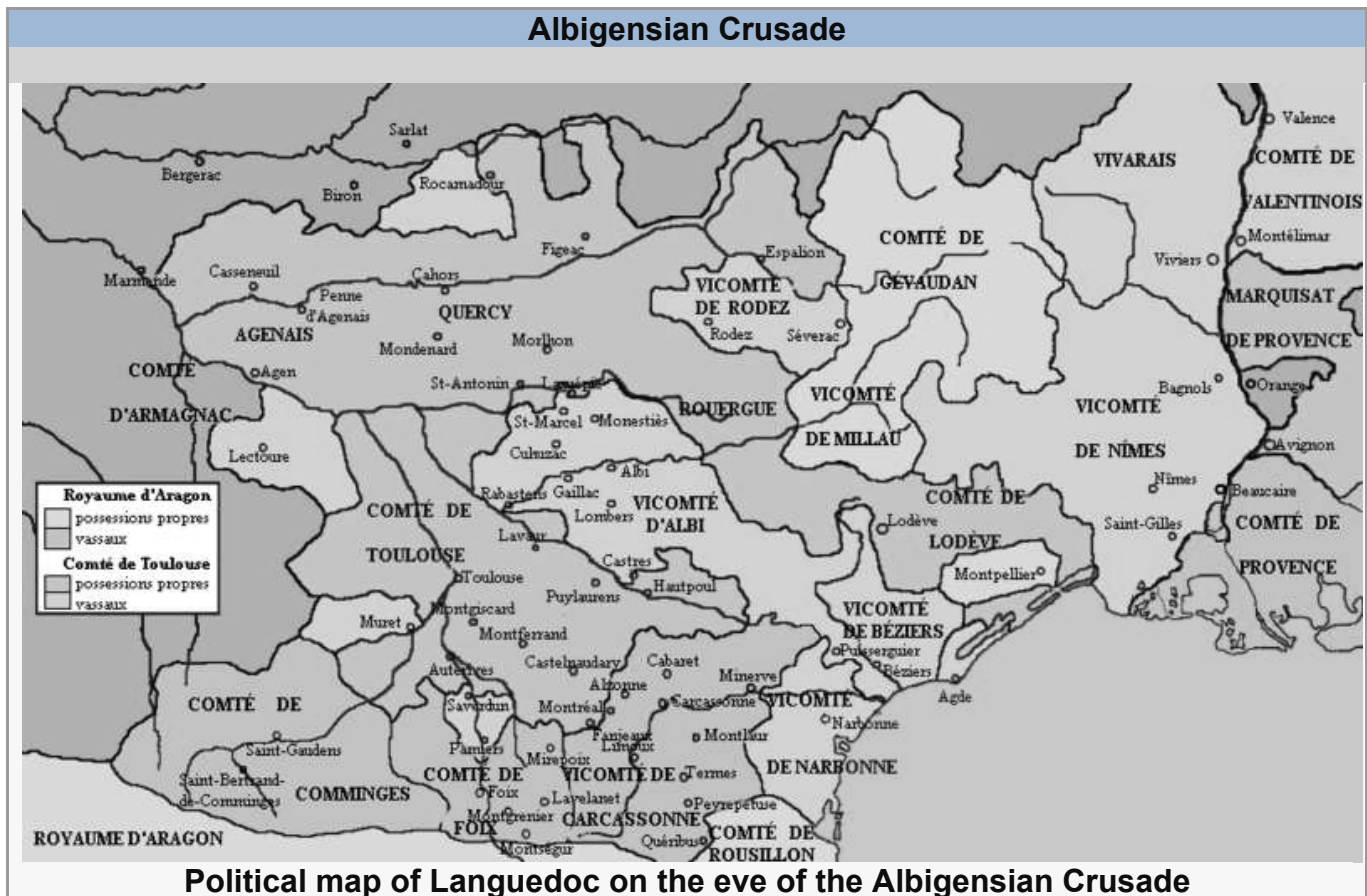 Albigensian Crusade
Valence
Sarlat
VIVARAIS
COMTÉ DE
Bergerac
Rocamadour
Biron
VALENTINOIS
COMTÉ DE
Figeac
Espalion
Montélimar
Viviers
Marmande
Casseneuil
Cahors
VICOMTÉ
GÉVAUDAN
MARQUISAT
Penne
d'Agenais
QUERCY
DE RODEZ
AGENAIS
Rodez
Séverac
DE PROVENCE
Mondenard
Morlhon
COMTE
Agen
St-Antonin
VICOMTÉ
Bagnols
Orange
D'ARMAGNAC
ROUERGUE
VICOMTÉ
St-Marcel
Monestiès
DE MILLAU
DE NÎMES
Avignon
Lectoure
Albi
Nîmes
Royaume d'Aragon
possessions propres
vassaux
Comté de Toulouse
possessions propres
vassaux
Rabastens
Gaillac
VICOMTÉ
COMTÉ DE
Beaucaire
COMTÉ DE
Lombers
D'ALBI
Lodève
Saint-Gilles
COMTÉ DE
Lavaur
LODÈVE
TOULOUSE
Castres
Montpellier
PROVENCE
Toulouse
Hautpoul
Puylaurens
Montgiscard
VICOMTÉ
Muret
Montferrand
DE BÉZIERS
Puisserguier
Auterives
Castelnaudary
Cabaret
Béziers
Minerve
Agde
Saverdun
Alzonne
COMTÉ DE
Montréal
Carcassonne
VICOMTÉ
Narbonne
Saint-Gaudens
Pamiers
Fanjeaux
Montlaur
Mirepoix
Limoux
DE NARBONNE
Saint-Bertrand-
de-Comminges
COMTÉ DE
VICOMTÉ DE
Termes
COMMINGES
Foix
Lavelanet
Peyrepetuse
Montgrenier
CARCASSONNE
ROYAUME D'ARAGON
FOIX
Montségur
Quéribus
COMTÉ DE
ROUSILLON
Political map of Languedoc on the eve of the Albigensian Crusade